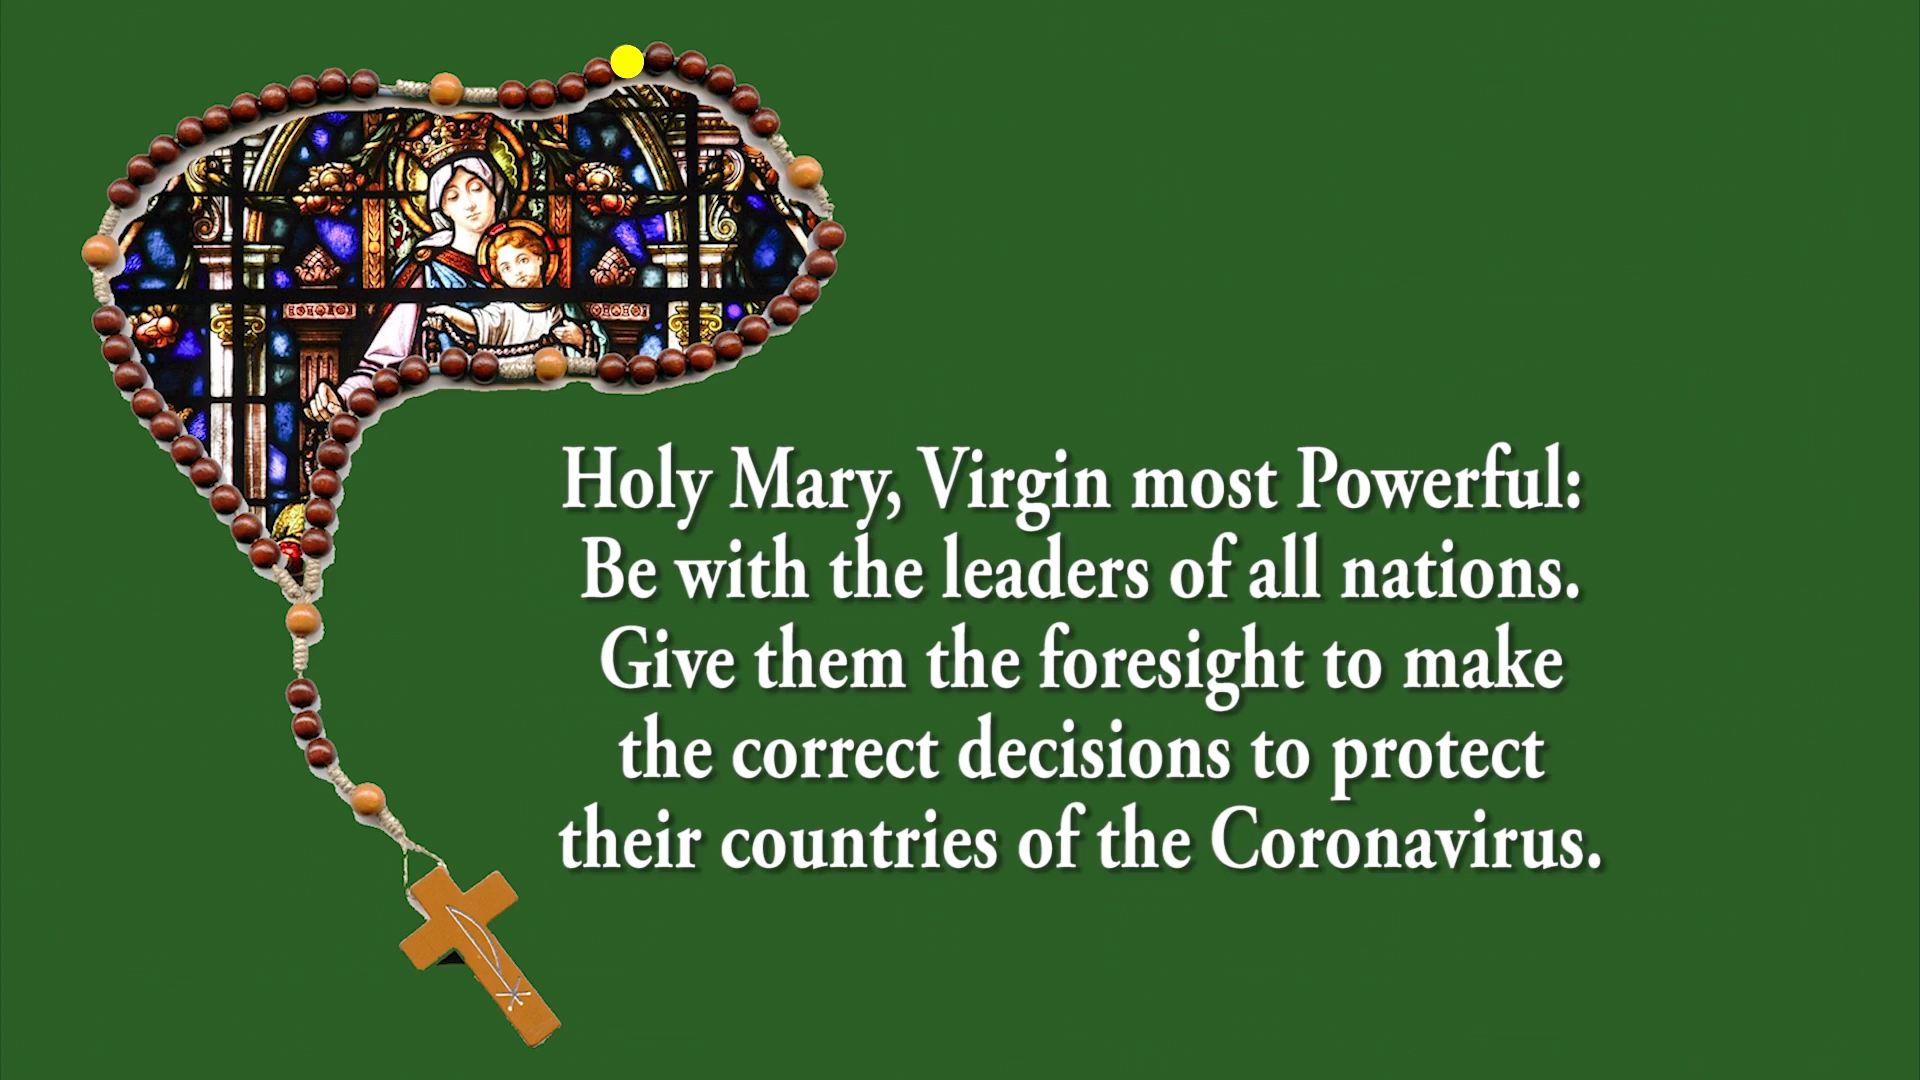 Holy Mary, Virgin most Powerful:
Be with the leaders of all nations.
Give them the foresight to make
the correct decisions to protect
their countries of the Coronavirus.